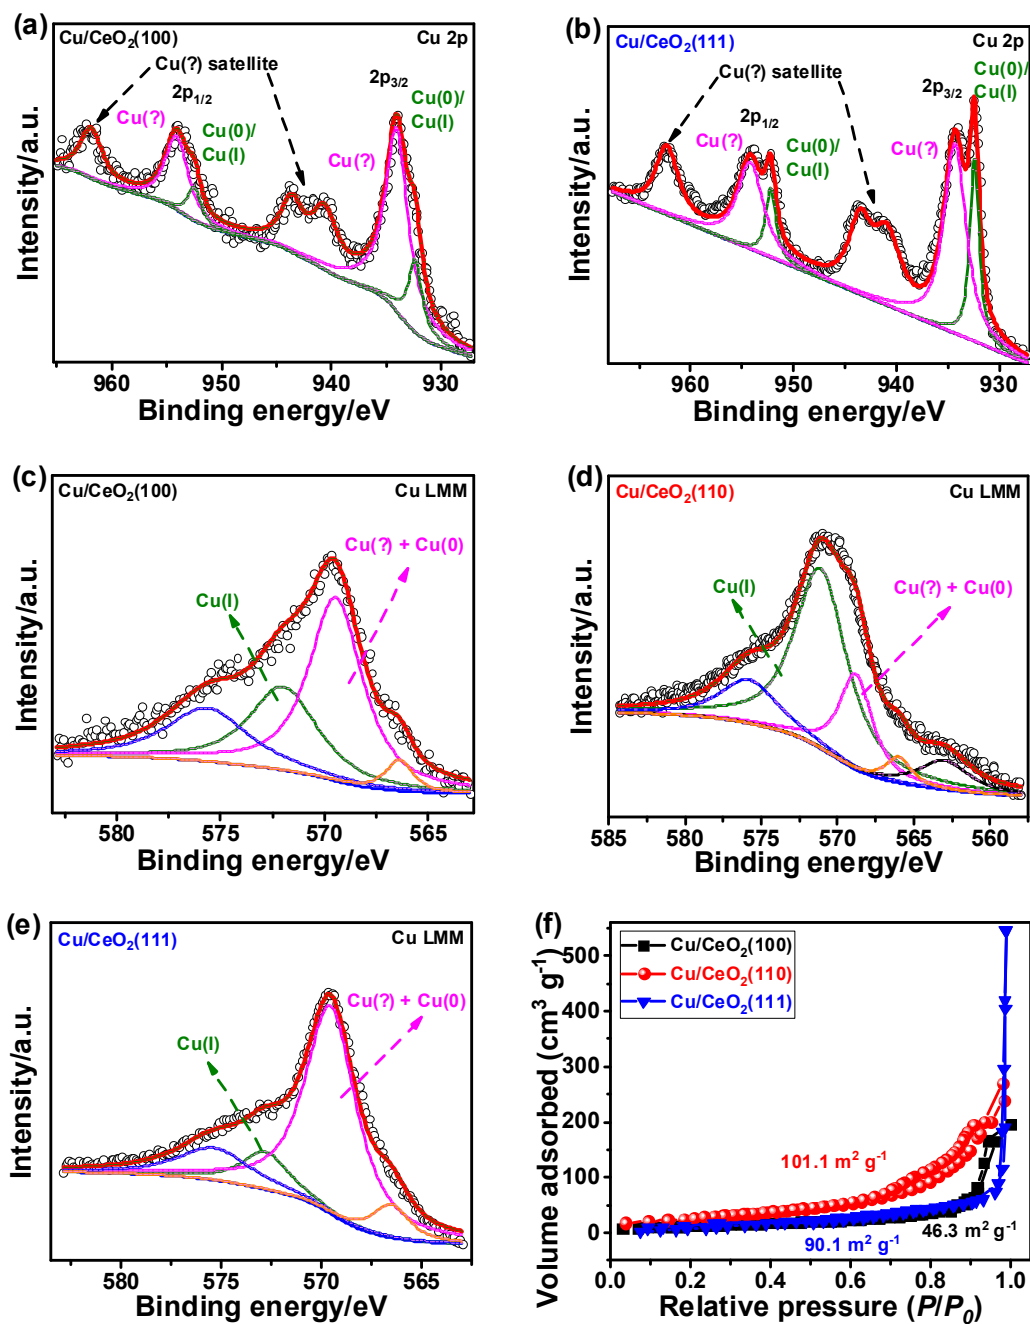 (a)
Cu/CeO2(100)
Cu 2p
Cu(?) satellite
2p3/2
2p1/2
Cu(0)/
Cu(I)
Cu(?)
Cu(0)/
Cu(I)
Cu(?)
Intensity/a.u.
960 950 940 930
Binding energy/eV
(b)
Cu/CeO2(111)
Cu 2p
Cu(?) satellite
Cu(0)/
Cu(I)
2p3/2
2p1/2
Cu(?)
Cu(0)/
Cu(I)
Cu(?)
Intensity/a.u.
960 950 940 930
Binding energy/eV
(c)
Cu/CeO2(100)
Cu LMM
Cu(?) + Cu(0)
Cu(I)
Intensity/a.u.
580 575 570 565
Binding energy/eV
(d)
Cu/CeO2(110)
Cu LMM
Cu(I)
Cu(?) + Cu(0)
Intensity/a.u.
585 580 575 570 565 560
Binding energy/eV
(e)
Cu/CeO2(111)
Cu LMM
Cu(?) + Cu(0)
Cu(I)
Intensity/a.u.
580 575 570 565
Binding energy/eV
(f)
Volume adsorbed (cm3 g-1)
500
400
300
200
100
0
Cu/CeO2(100)
Cu/CeO2(110)
Cu/CeO2(111)
101.1 m2 g-1
90.1 m2 g-1
46.3 m2 g-1
0.0 0.2 0.4 0.6 0.8 1.0
Relative pressure (P/P0)